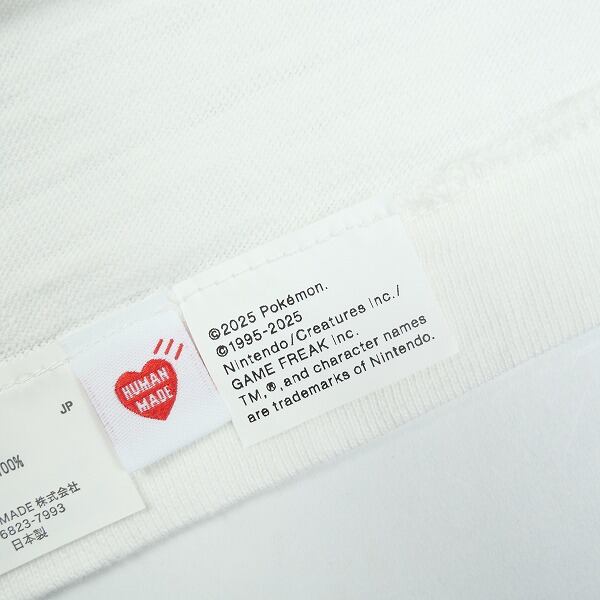 JP
100%
MADE 株式会社
6823-7993
日本製
HUMAN
MADE
©2025 Pokémon.
©1995-2025
Nintendo/Creatures Inc./
GAME FREAK Inc.
TM,®,and character names
are trademarks of Nintendo.